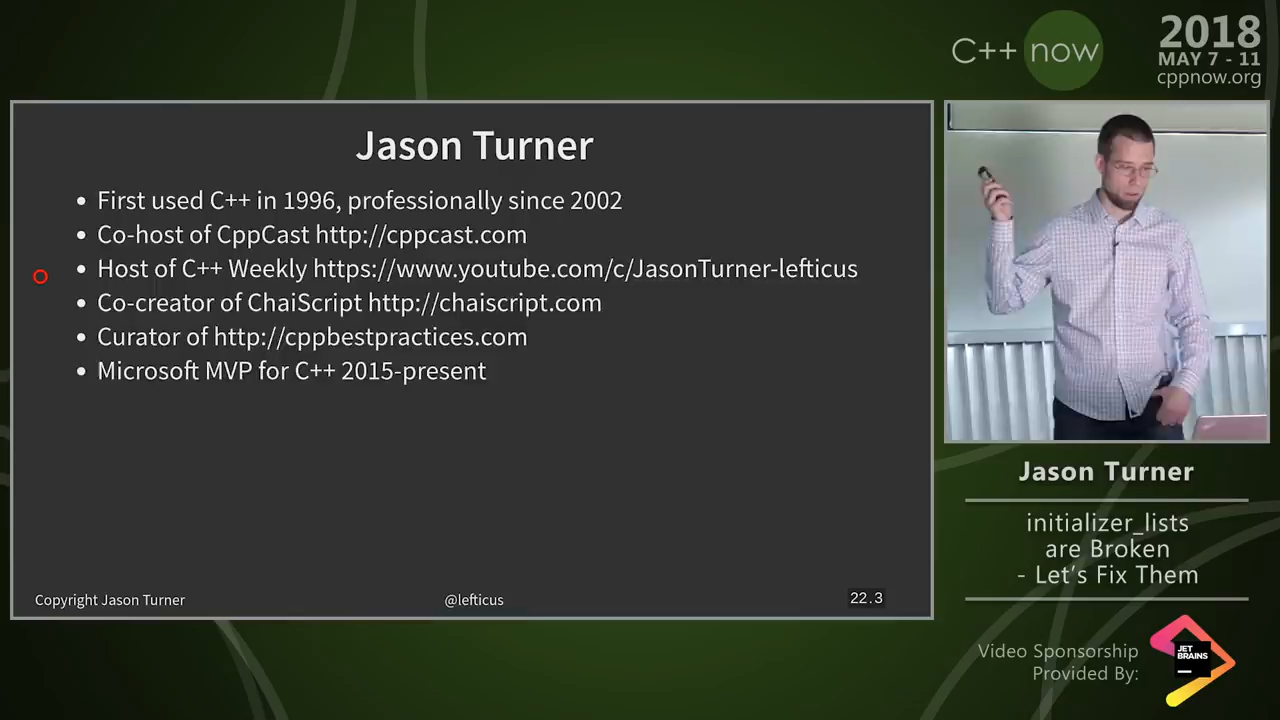 C++ now
2018
MAY 7 - 11
cppnow.org
Jason Turner
• First used C++ in 1996, professionally since 2002
• Co-host of CppCast http://cppcast.com
• Host of C++ Weekly https://www.youtube.com/c/JasonTurner-lefticus
• Co-creator of ChaiScript http://chaiscript.com
• Curator of http://cppbestpractices.com
• Microsoft MVP for C++ 2015-present
Copyright Jason Turner
@lefticus
22.3
Jason Turner
initializer_lists
are Broken
- Let's Fix Them
Video Sponsorship
Provided By:
JET
BRAINS